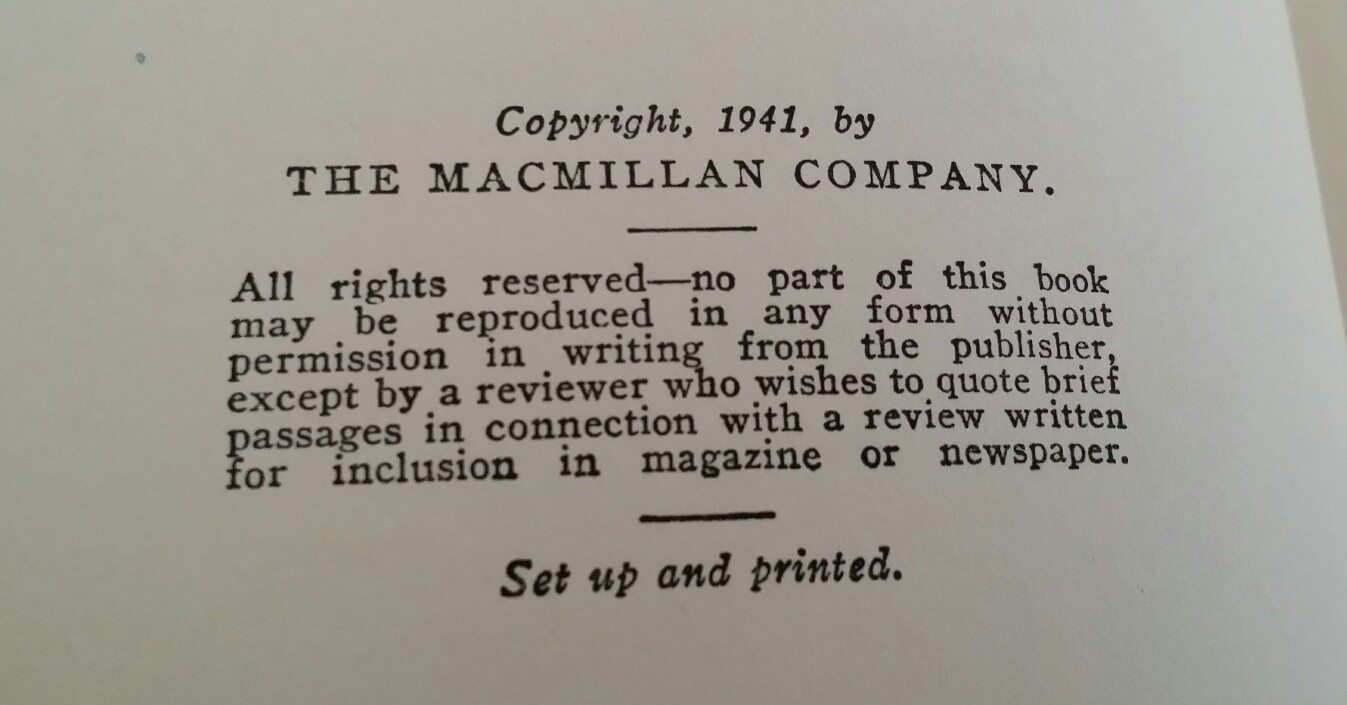 Copyright, 1941, by
THE MACMILLAN COMPANY.
All rights reserved—no part of this book
may be reproduced in any form without
permission in writing from the publisher,
except by a reviewer who wishes to quote brief
passages in connection with a review written
for inclusion in magazine or newspaper.
Set up and printed.